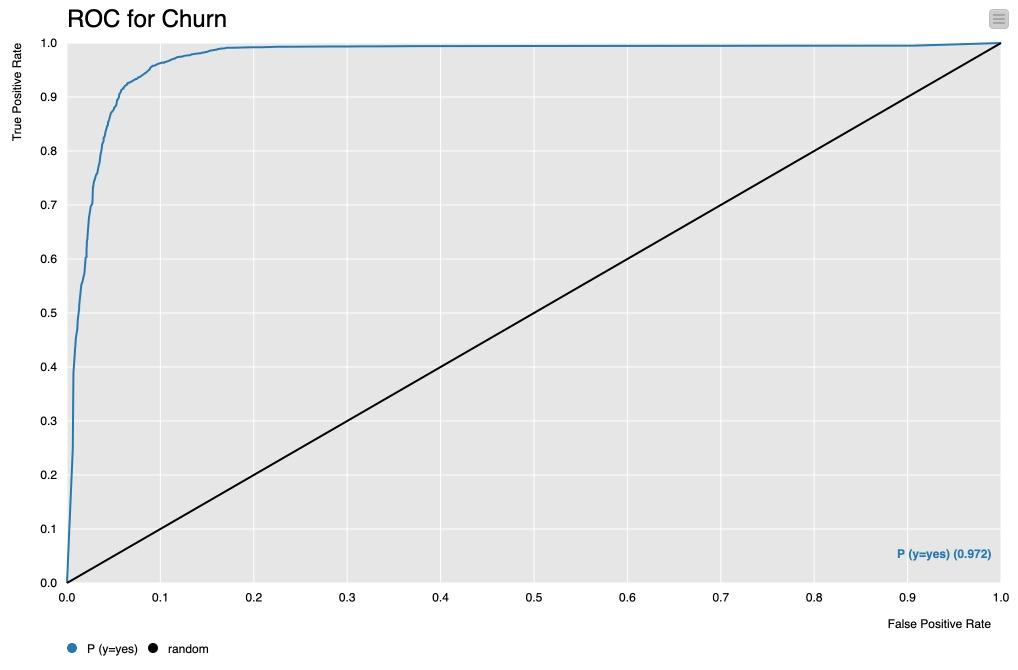 ROC for Churn
True Positive Rate
1.0
0.9
0.8
0.7
0.6
0.5
0.4
0.3
0.2
0.1
0.0
P (y=yes) (0.972)
0.0 0.1 0.2 0.3 0.4 0.5 0.6 0.7 0.8 0.9 1.0
False Positive Rate
P (y=yes) random